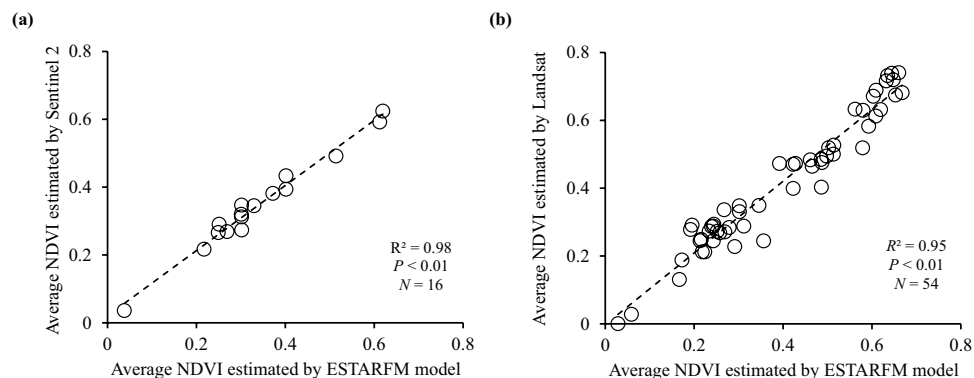 (a)
Average NDVI estimated by Sentinel 2
0.8
0.6
0.4
0.2
0
0
0.2
0.4
0.6
0.8
R² = 0.98
P < 0.01
N = 16
Average NDVI estimated by ESTARFM model
(b)
Average NDVI estimated by Landsat
0.8
0.6
0.4
0.2
0
0
0.2
0.4
0.6
0.8
R² = 0.95
P < 0.01
N = 54
Average NDVI estimated by ESTARFM model